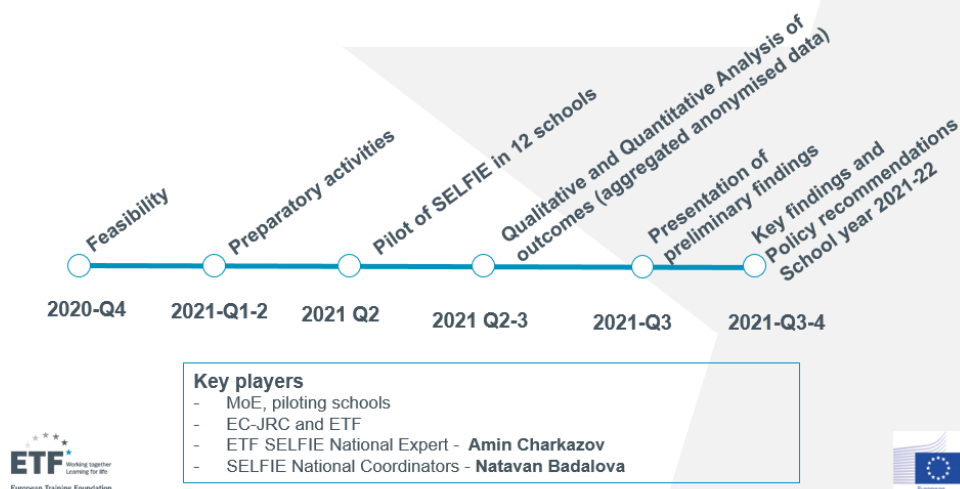 Feasibility
Preparatory activities
Pilot of SELFIE in 12 schools
Qualitative and Quantitative Analysis of
outcomes (aggregated anonymised data)
Presentation of
preliminary findings
Key findings and
Policy recommendations
School year 2021-22
2020-Q4
2021-Q1-2
2021 Q2
2021 Q2-3
2021-Q3
2021-Q3-4
Key players
- MoE, piloting schools
- EC-JRC and ETF
- ETF SELFIE National Expert - Amin Charkazov
- SELFIE National Coordinators - Natavan Badalova
ETF
Working together
Learning for life
European Training Foundation
European